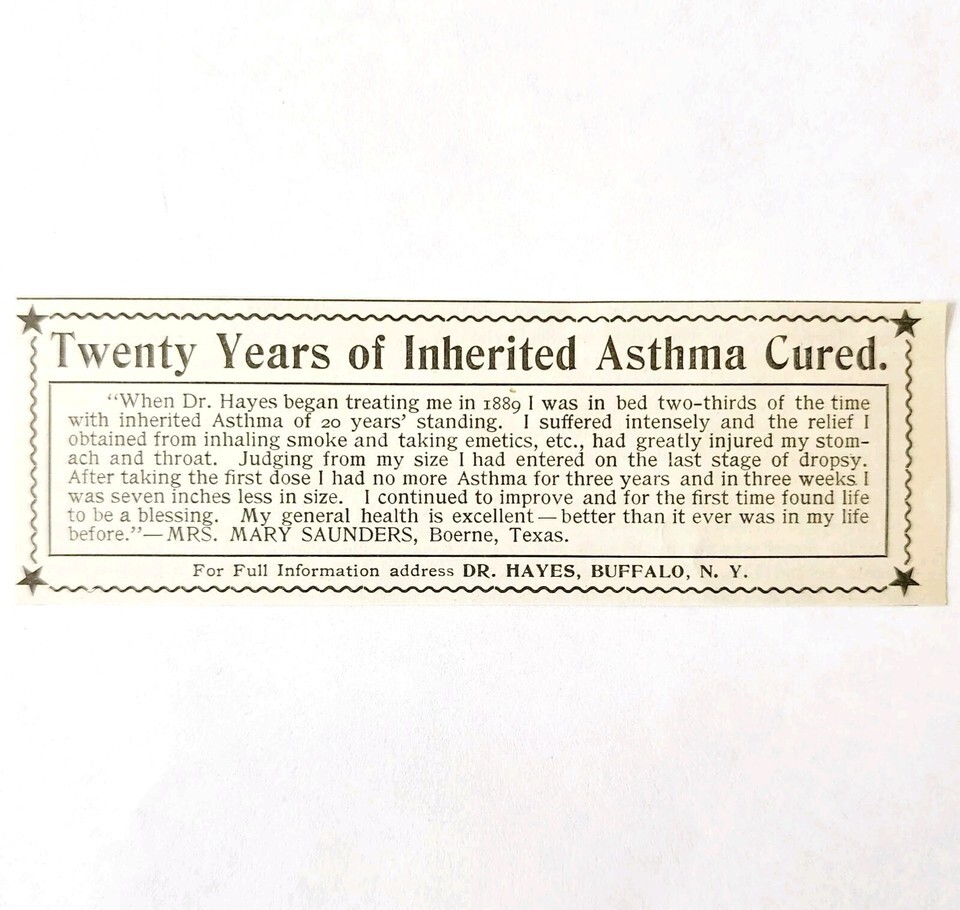 Twenty Years of Inherited Asthma Cured.
“When Dr. Hayes began treating me in 1889 I was in bed two-thirds of the time
with inherited Asthma of 20 years’ standing. I suffered intensely and the relief I
obtained from inhaling smoke and taking emetics, etc., had greatly injured my stom-
ach and throat. Judging from my size I had entered on the last stage of dropsy.
After taking the first dose I had no more Asthma for three years and in three weeks I
was seven inches less in size. I continued to improve and for the first time found life
to be a blessing. My general health is excellent—better than it ever was in my life
before.”—MRS. MARY SAUNDERS, Boerne, Texas.
For Full Information address DR. HAYES, BUFFALO, N. Y.